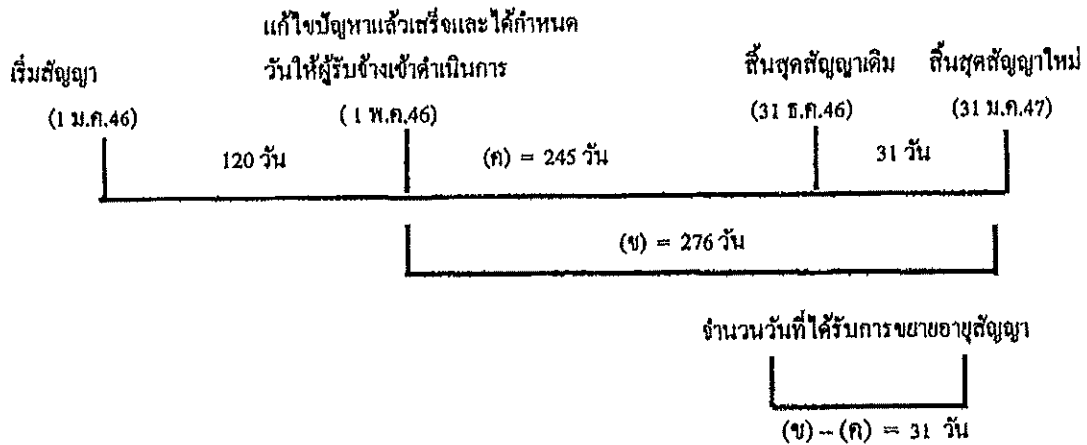 แก้ไขปัญหาแล้วเสร็จและได้กำหนด
วันให้ผู้รับจ้างเข้าดำเนินการ
เริ่มสัญญา
สิ้นสุดสัญญาเดิม สิ้นสุดสัญญาใหม่
(1 ม.ค.46) (1 พ.ค.46) (31 ธ.ค.46) (31 ม.ค.47)
120 วัน (ค) = 245 วัน 31 วัน
(ข) = 276 วัน
จำนวนวันที่ได้รับการขยายอายุสัญญา
(ข) – (ค) = 31 วัน